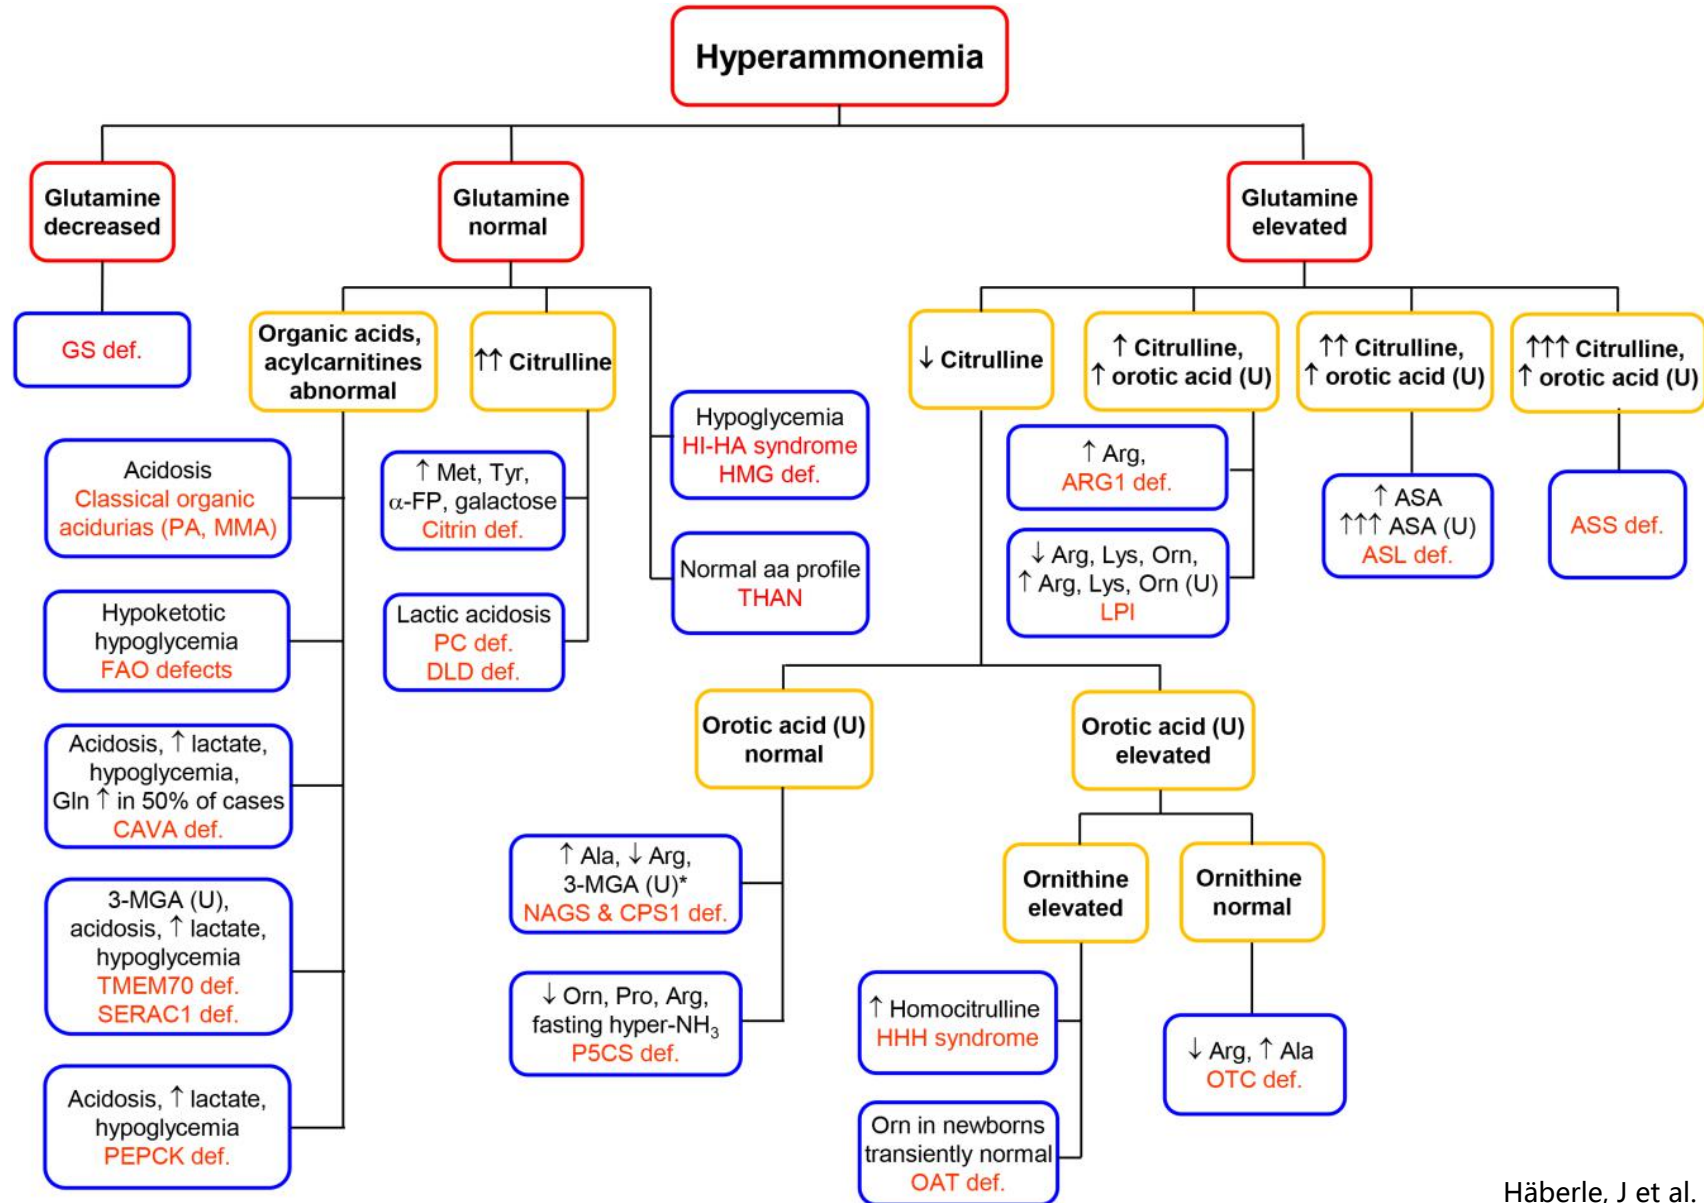 Hyperammonemia
Glutamine
decreased
Glutamine
normal
Glutamine
elevated
GS def.
Organic acids,
acylcarnitines
abnormal
↑↑ Citrulline
↓ Citrulline
↑ Citrulline,
↑ orotic acid (U)
↑↑ Citrulline,
↑ orotic acid (U)
↑↑↑ Citrulline,
↑ orotic acid (U)
Acidosis
Classical organic
acidurias (PA, MMA)
Hypoketotic
hypoglycemia
FAO defects
Acidosis, ↑ lactate,
hypoglycemia,
Gln ↑ in 50% of cases
CAVA def.
3-MGA (U),
acidosis, ↑ lactate,
hypoglycemia
TMEM70 def.
SERAC1 def.
Acidosis, ↑ lactate,
hypoglycemia
PEPCK def.
↑ Met, Tyr,
α-FP, galactose
Citrin def.
Lactic acidosis
PC def.
DLD def.
Hypoglycemia
HI-HA syndrome
HMG def.
Normal aa profile
THAN
↑ Arg,
ARG1 def.
↓ Arg, Lys, Orn,
↑ Arg, Lys, Orn (U)
LPI
↑ ASA
↑↑↑ ASA (U)
ASL def.
ASS def.
Orotic acid (U)
normal
Orotic acid (U)
elevated
↑ Ala, ↓ Arg,
3-MGA (U)*
NAGS & CPS1 def.
↓ Orn, Pro, Arg,
fasting hyper-NH₃
P5CS def.
Ornithine
elevated
Ornithine
normal
↑ Homocitrulline
HHH syndrome
Orn in newborns
transiently normal
OAT def.
↓ Arg, ↑ Ala
OTC def.
Häberle, J et al.